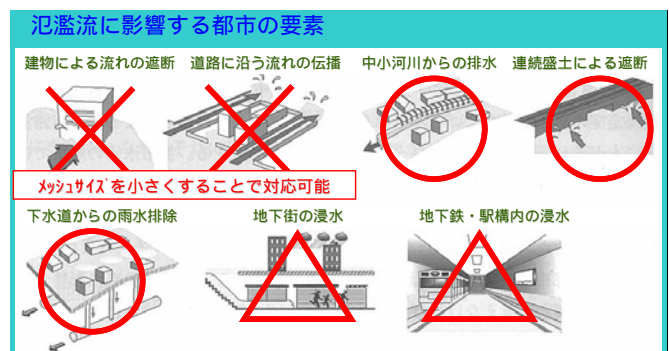 氾濫流に影響する都市の要素
建物による流れの遮断 道路に沿う流れの伝播 中小河川からの排水 連続盛土による遮断
ﾒｯｼｭｻｲｽﾞを小さくすることで対応可能
下水道からの雨水排除 地下街の浸水 地下鉄・駅構内の浸水